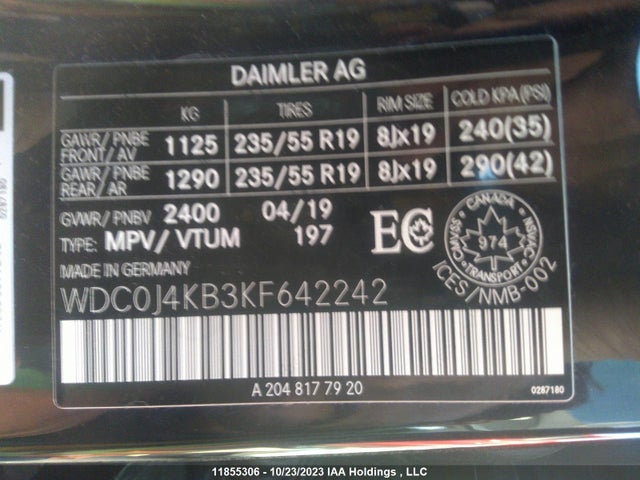 DAIMLER AG
KG TIRES RIM SIZE COLD KPA(PSI)
GAWR/PNBE FRONT/AV 1125 235/55 R19 8Jx19 240(35)
GAWR/PNBE REAR/AR 1290 235/55 R19 8Jx19 290(42)
GVWR/PNBV 2400 04/19
TYPE: MPV/VTUM 197
EC
CANADA
CMVSS
974
NSVAC
TRANSPORT
ICES/NMB-002
MADE IN GERMANY
WDC0J4KB3KF642242
A 204 817 79 20
0287180
0287180
11855306 - 10/23/2023 IAA Holdings , LLC